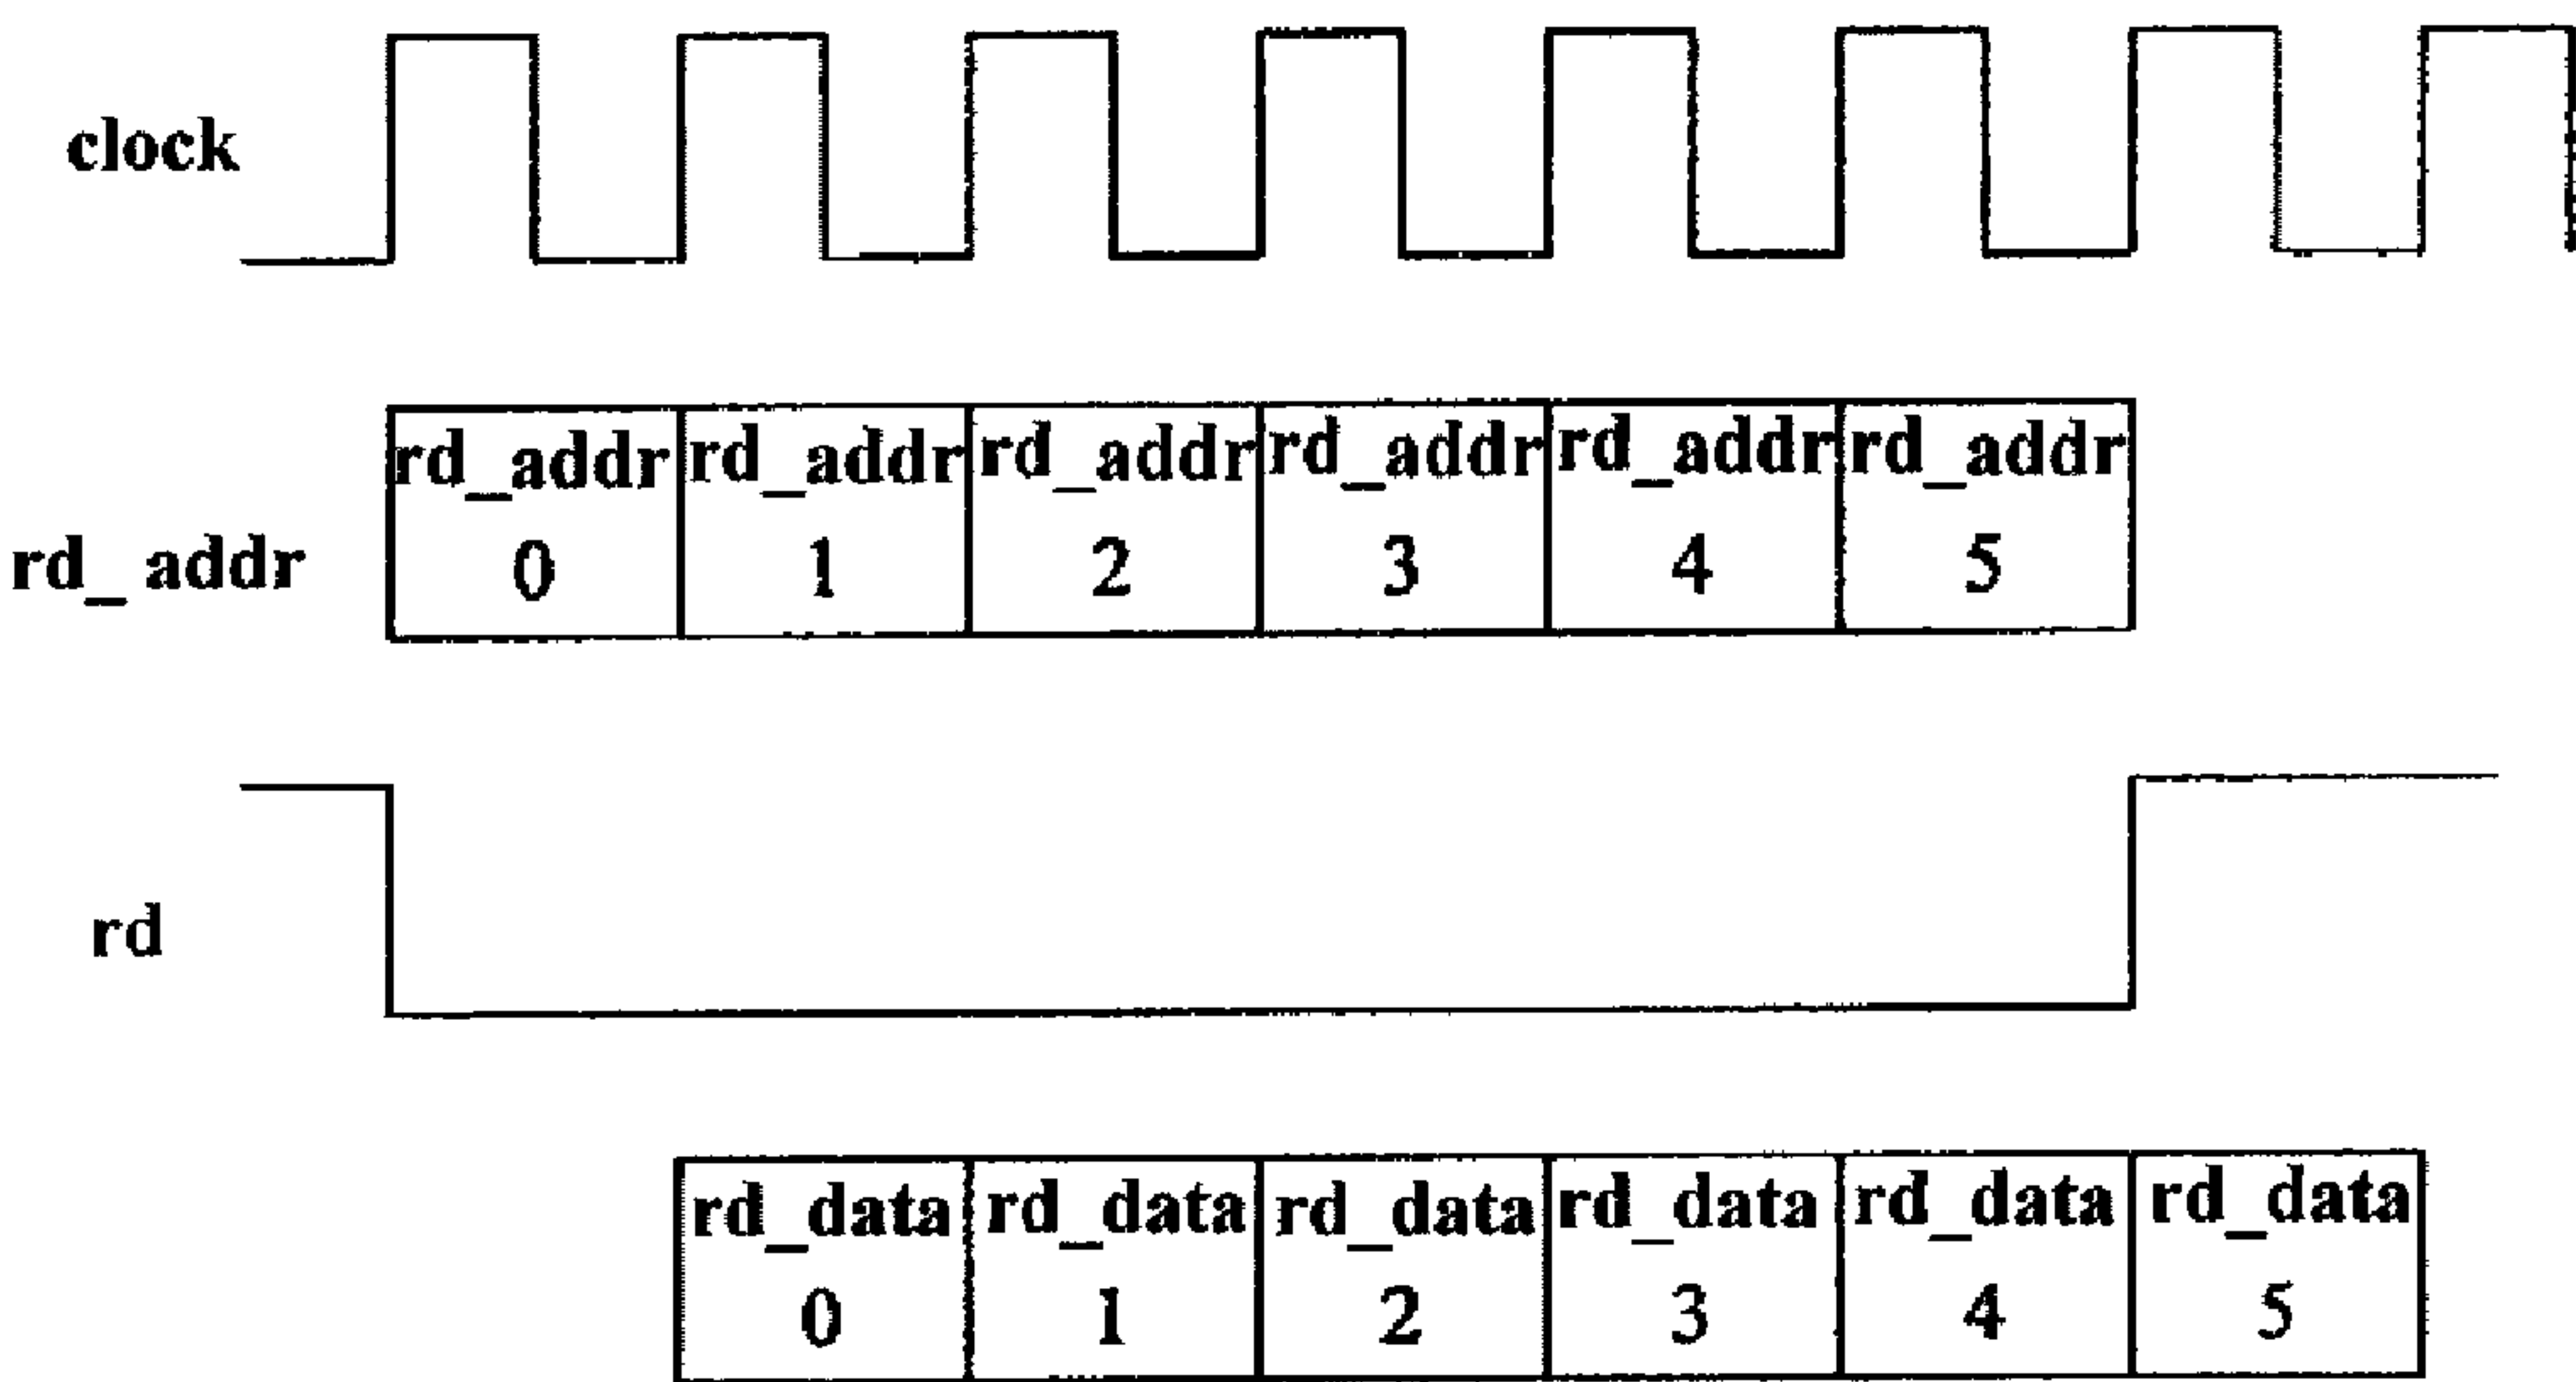 clock
rd_addr rd_addr rd_addr rd_addr rd_addr rd_addr
rd_ addr 0 1 2 3 4 5
rd
rd_data rd_data rd_data rd_data rd_data rd_data
0 1 2 3 4 5